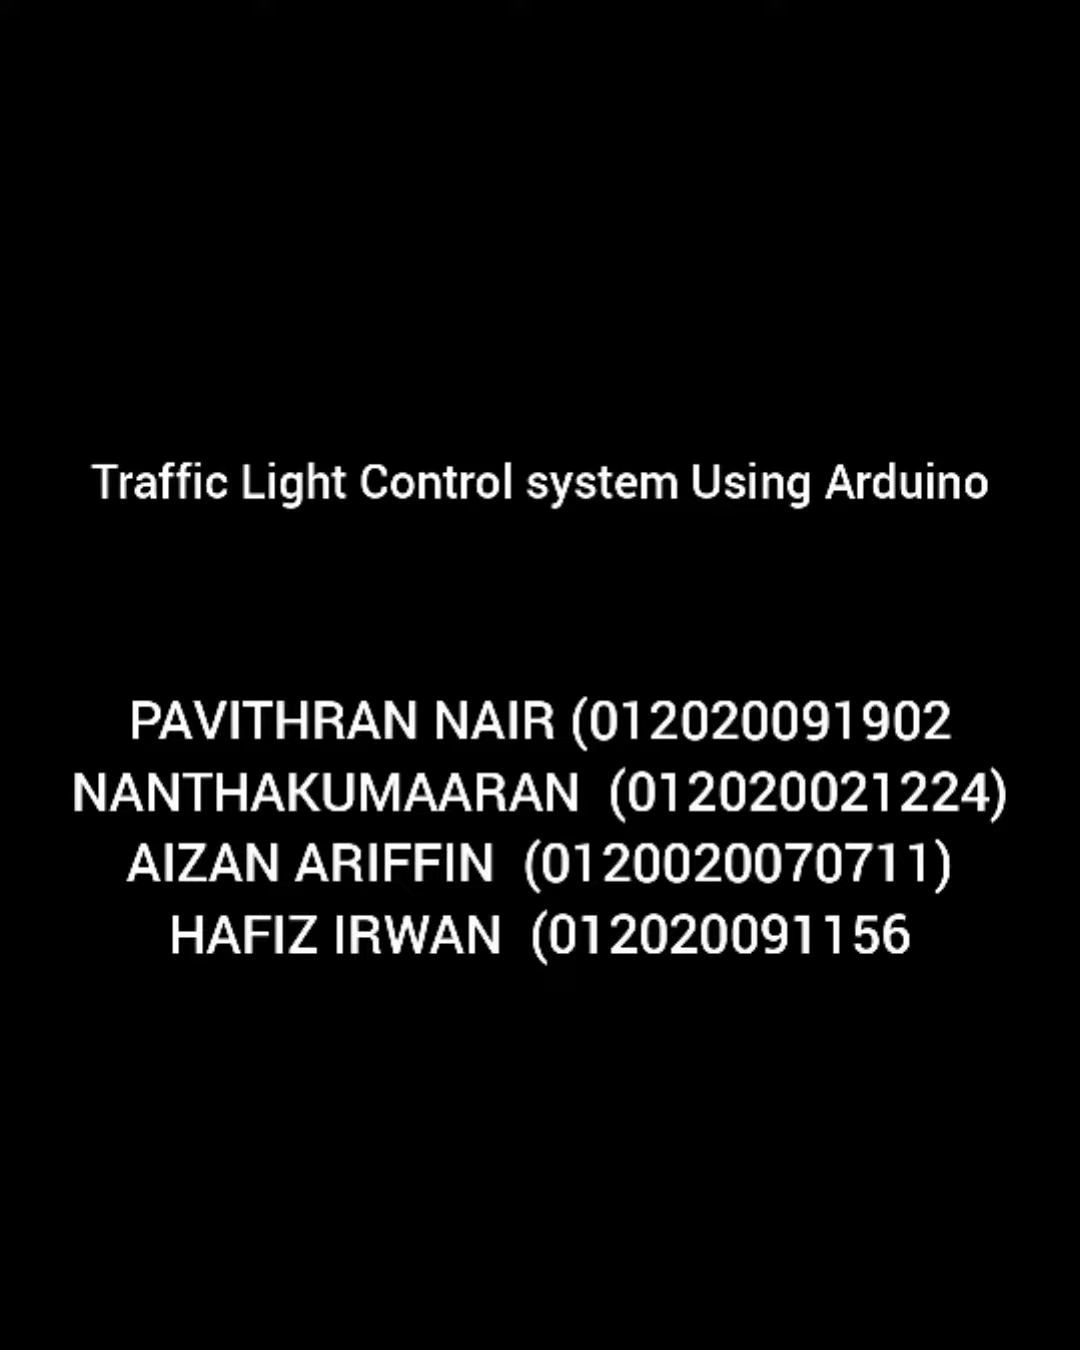 Traffic Light Control system Using Arduino
PAVITHRAN NAIR (012020091902
NANTHAKUMAARAN (012020021224)
AIZAN ARIFFIN (0120020070711)
HAFIZ IRWAN (012020091156